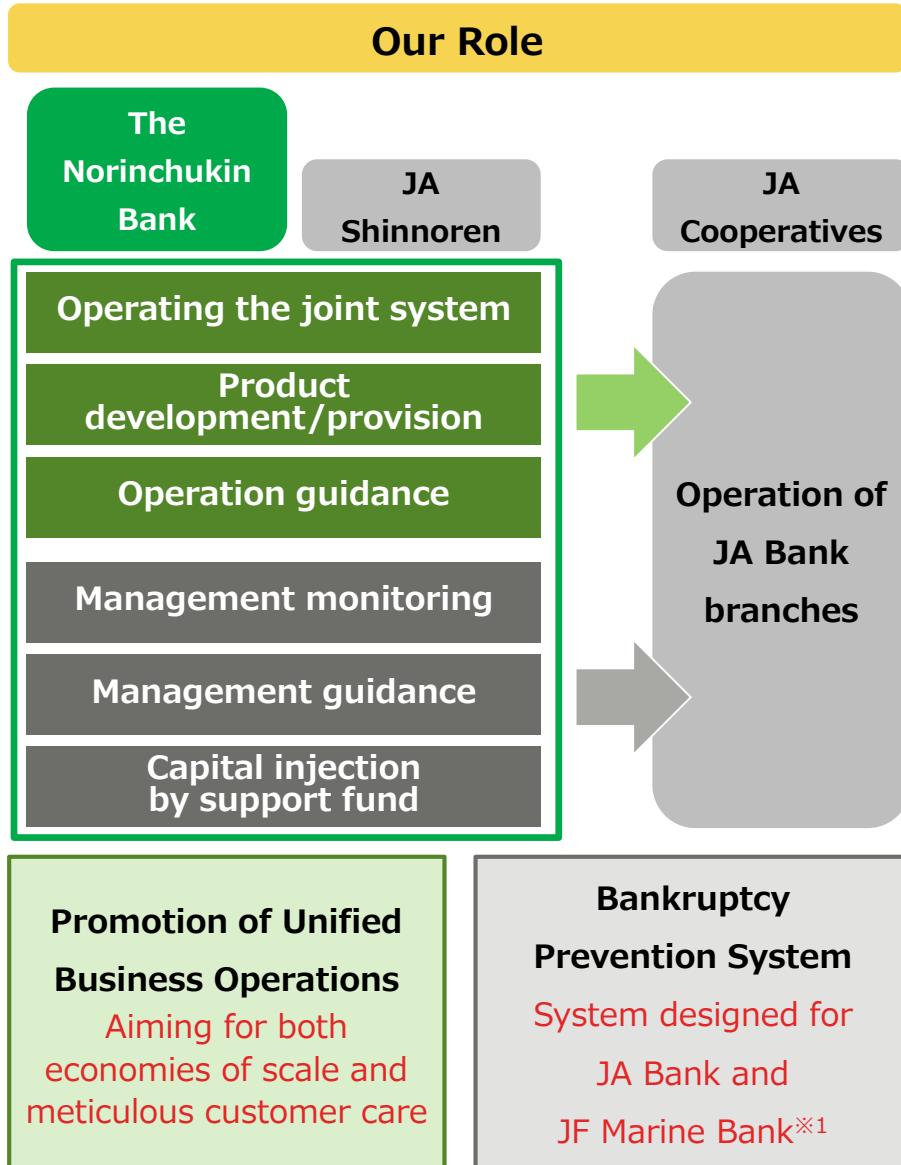 Our Role
The
Norinchukin
Bank
JA
Shinnoren
JA
Cooperatives
Operating the joint system
Product
development/provision
Operation guidance
Management monitoring
Management guidance
Capital injection
by support fund
Operation of
JA Bank
branches
Promotion of Unified
Business Operations
Aiming for both
economies of scale and
meticulous customer care
Bankruptcy
Prevention System
System designed for
JA Bank and
JF Marine Bank※1